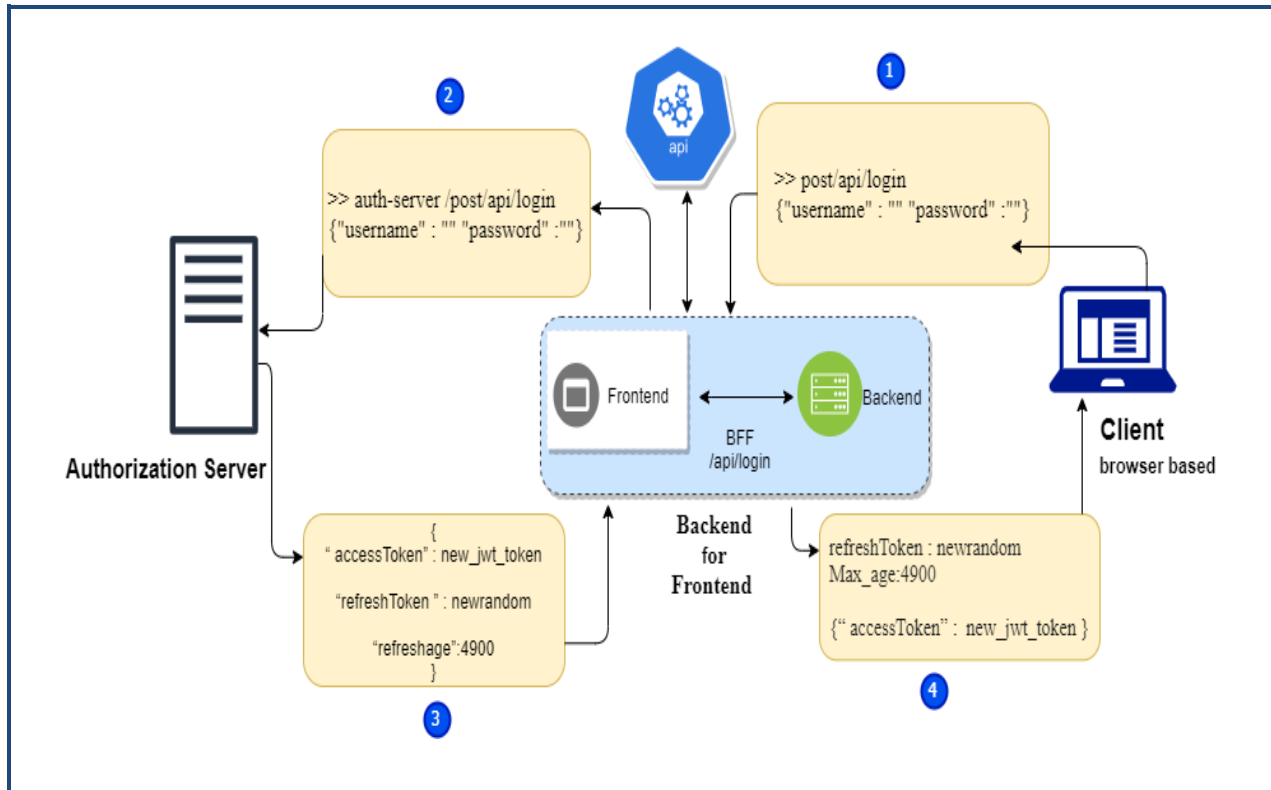 1
2
api
>> post/api/login
{"username" : "" "password" :""}
>> auth-server /post/api/login
{"username" : "" "password" :""}
Frontend
Backend
BFF
/api/login
Client
browser based
Authorization Server
Backend
for
Frontend
{
“ accessToken” : new_jwt_token
“refreshToken ” : newrandom
“refreshage”:4900
}
refreshToken : newrandom
Max_age:4900
{“ accessToken” :  new_jwt_token }
3
4